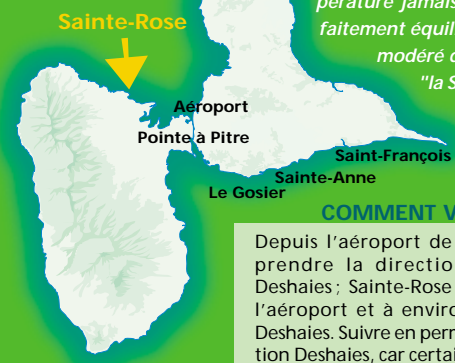 pérature jamais
faitement équil
modéré
"la S
Sainte-Rose
Aéroport
Pointe à Pitre
Saint-François
Sainte-Anne
Le Gosier
COMMENT V
Depuis l'aéroport de
prendre la directio
Deshaies ; Sainte-Rose
l'aéroport et à enviro
Deshaies. Suivre en perm
tion Deshaies, car certai